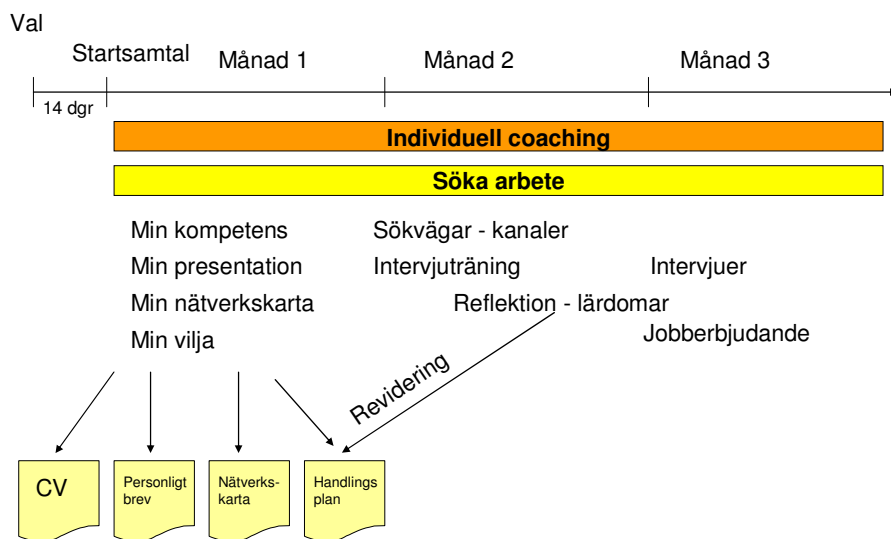 Val
Startsamtal
Månad 1
Månad 2
Månad 3
14 dgr
Individuell coaching
Söka arbete
Min kompetens
Sökvägar - kanaler
Min presentation
Intervjuträning
Intervjuer
Min nätverkskarta
Reflektion - lärdomar
Min vilja
Jobberbjudande
Revidering
CV
Personligt
brev
Nätverks-
karta
Handlings
plan